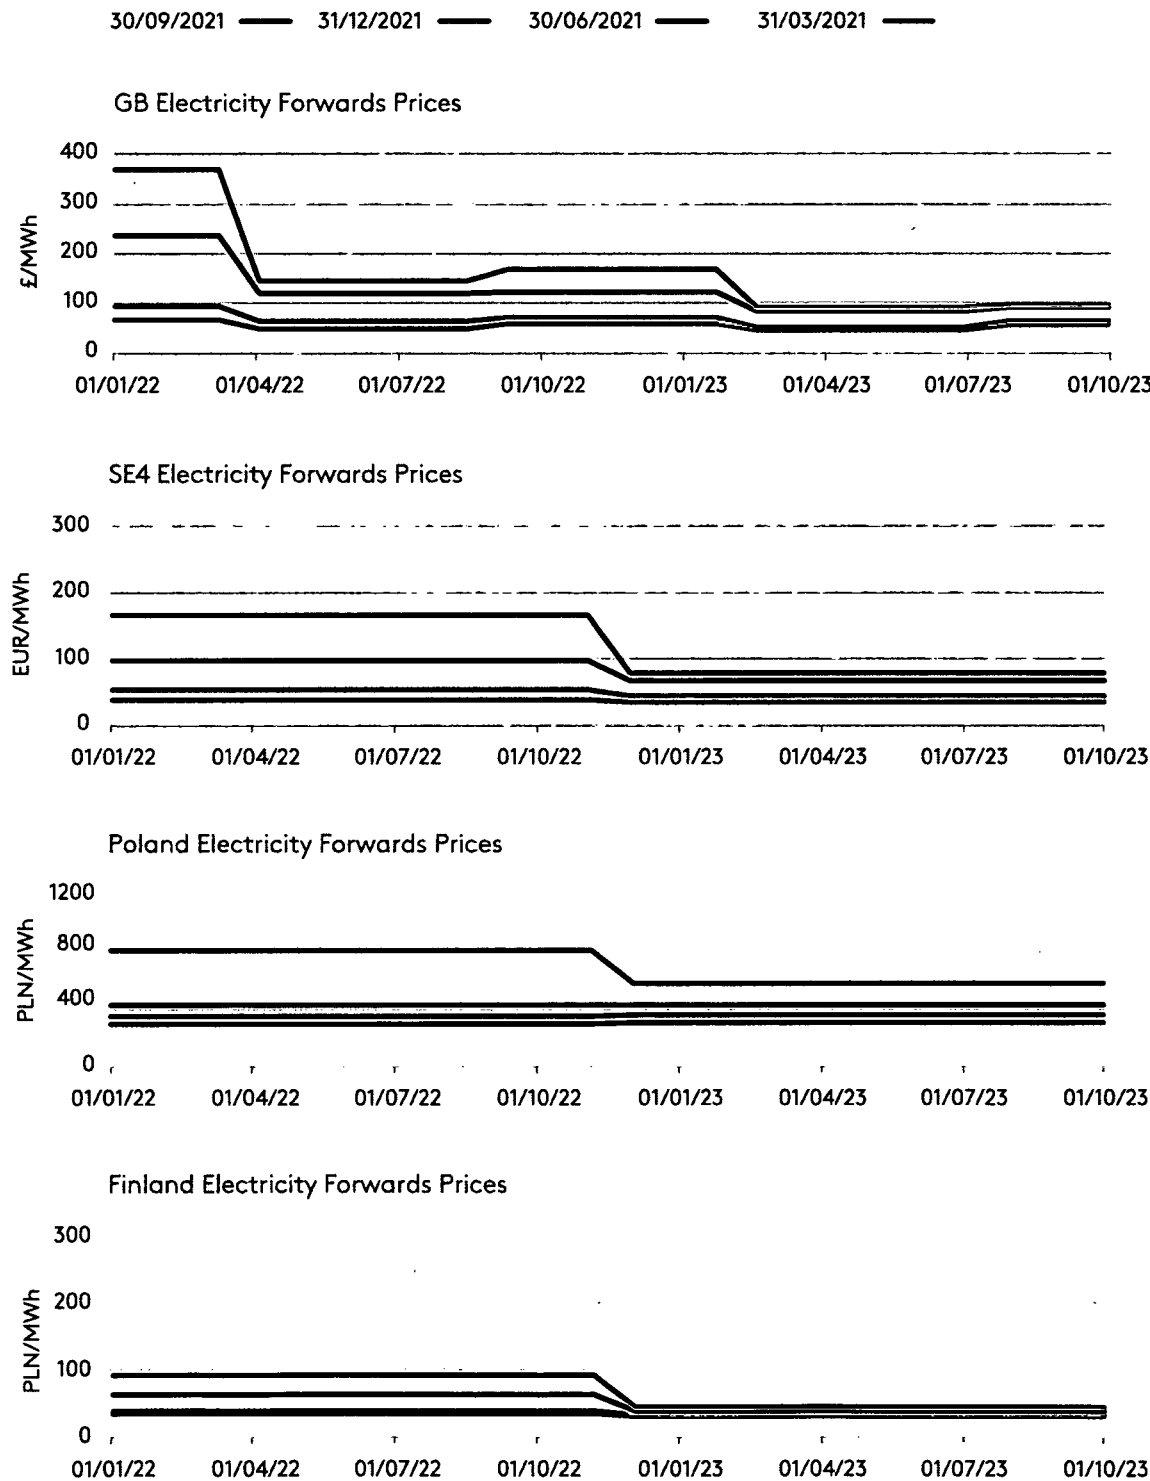 30/09/2021 31/12/2021 30/06/2021 31/03/2021
GB Electricity Forwards Prices
400
300
200
100
0
£/MWh
01/01/22 01/04/22 01/07/22 01/10/22 01/01/23 01/04/23 01/07/23 01/10/23
SE4 Electricity Forwards Prices
300
200
100
0
EUR/MWh
01/01/22 01/04/22 01/07/22 01/10/22 01/01/23 01/04/23 01/07/23 01/10/23
Poland Electricity Forwards Prices
1200
800
400
0
PLN/MWh
01/01/22 01/04/22 01/07/22 01/10/22 01/01/23 01/04/23 01/07/23 01/10/23
Finland Electricity Forwards Prices
300
200
100
0
PLN/MWh
01/01/22 01/04/22 01/07/22 01/10/22 01/01/23 01/04/23 01/07/23 01/10/23